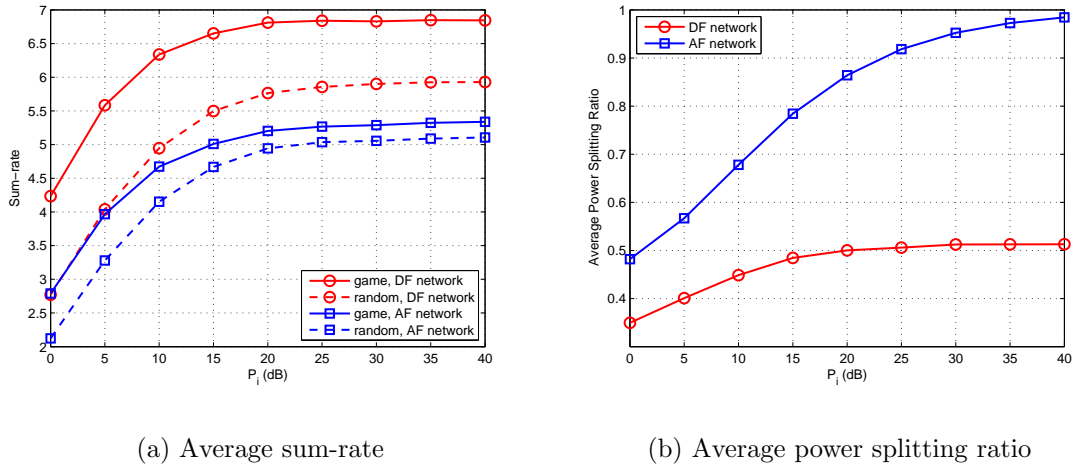 7
6.5
6
5.5
5
4.5
4
3.5
3
2.5
2
Sum−rate
0 5 10 15 20 25 30 35 40
P_i (dB)
game, DF network
random, DF network
game, AF network
random, AF network
(a) Average sum-rate
1
0.9
0.8
0.7
0.6
0.5
0.4
Average Power Splitting Ratio
0 5 10 15 20 25 30 35 40
P_i (dB)
DF network
AF network
(b) Average power splitting ratio